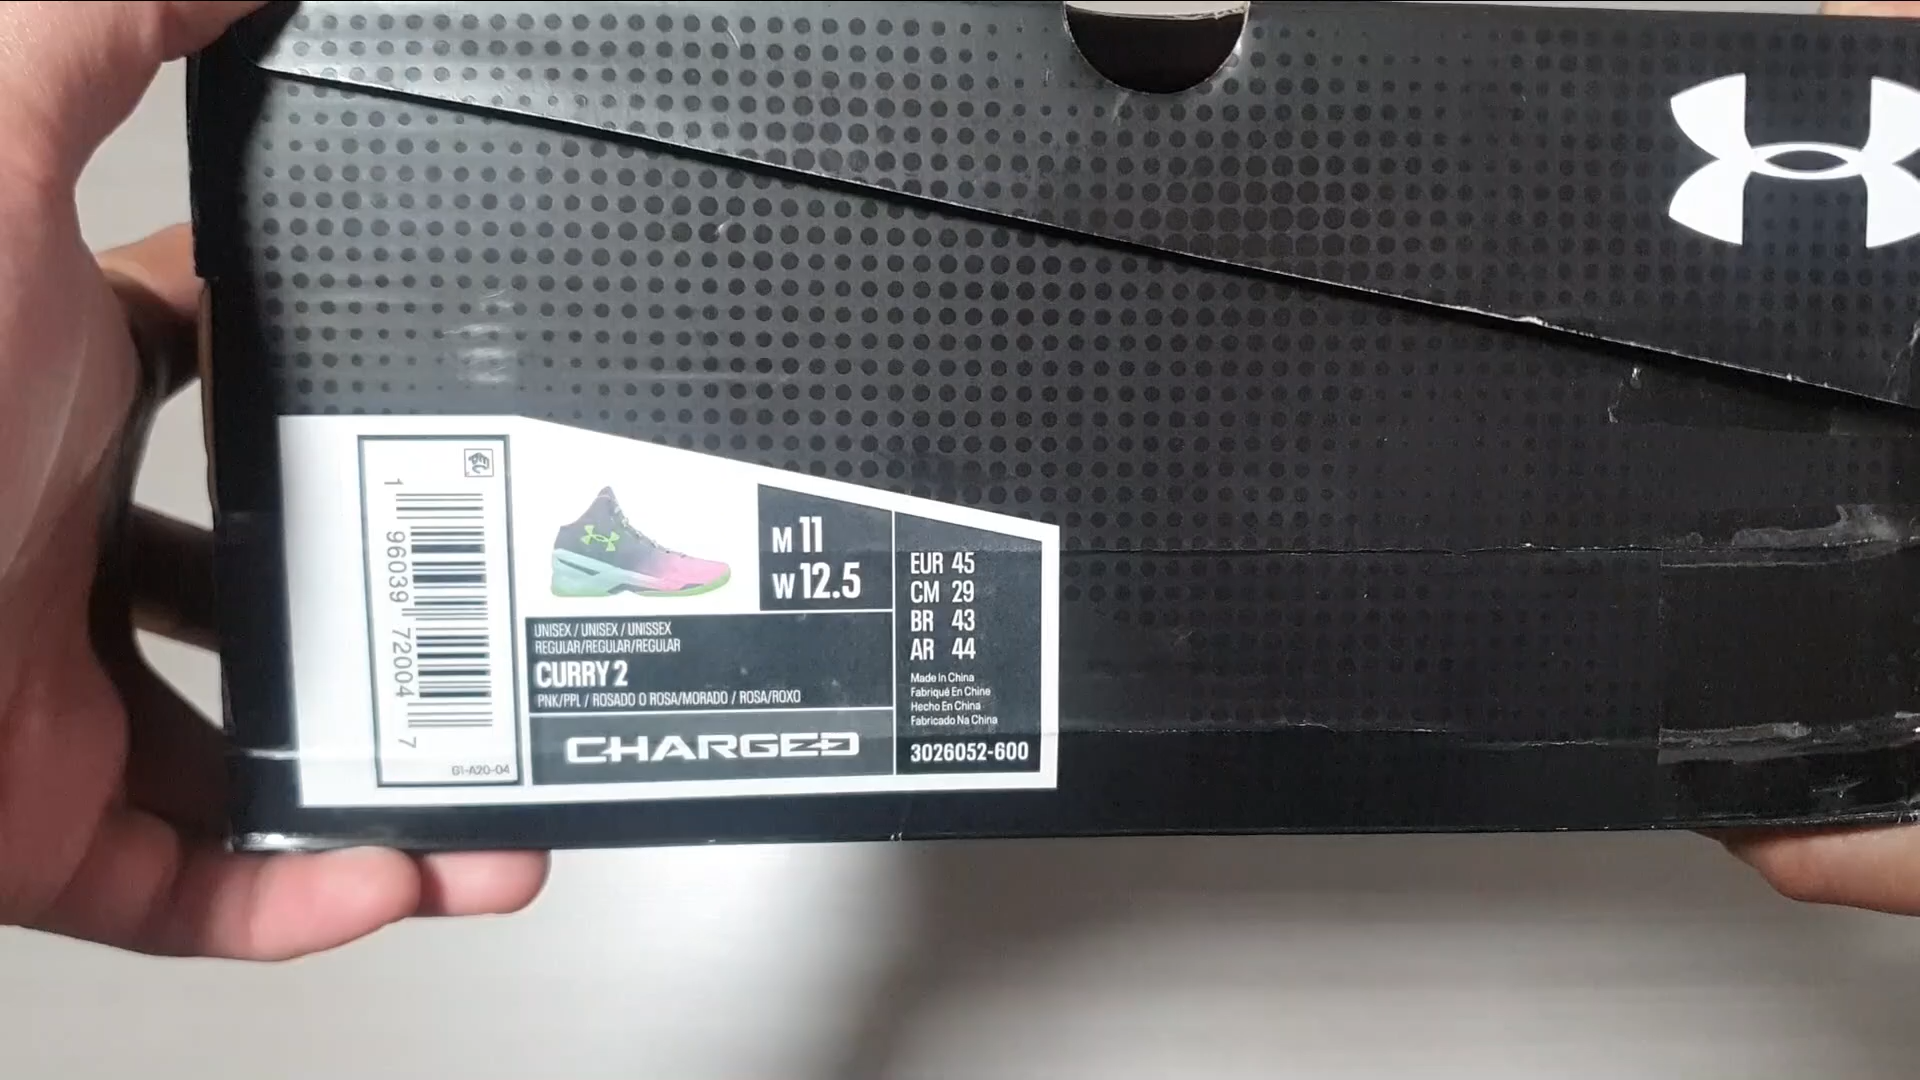 1 96039 72004 7
G1-A20-04
M 11
W 12.5
UNISEX / UNISEX / UNISSEX
REGULAR/REGULAR/REGULAR
CURRY 2
PNK/PPL / ROSADO O ROSA/MORADO / ROSA/ROXO
CHARGED
EUR 45
CM 29
BR 43
AR 44
Made In China
Fabriqué En Chine
Hecho En China
Fabricado Na China
3026052-600